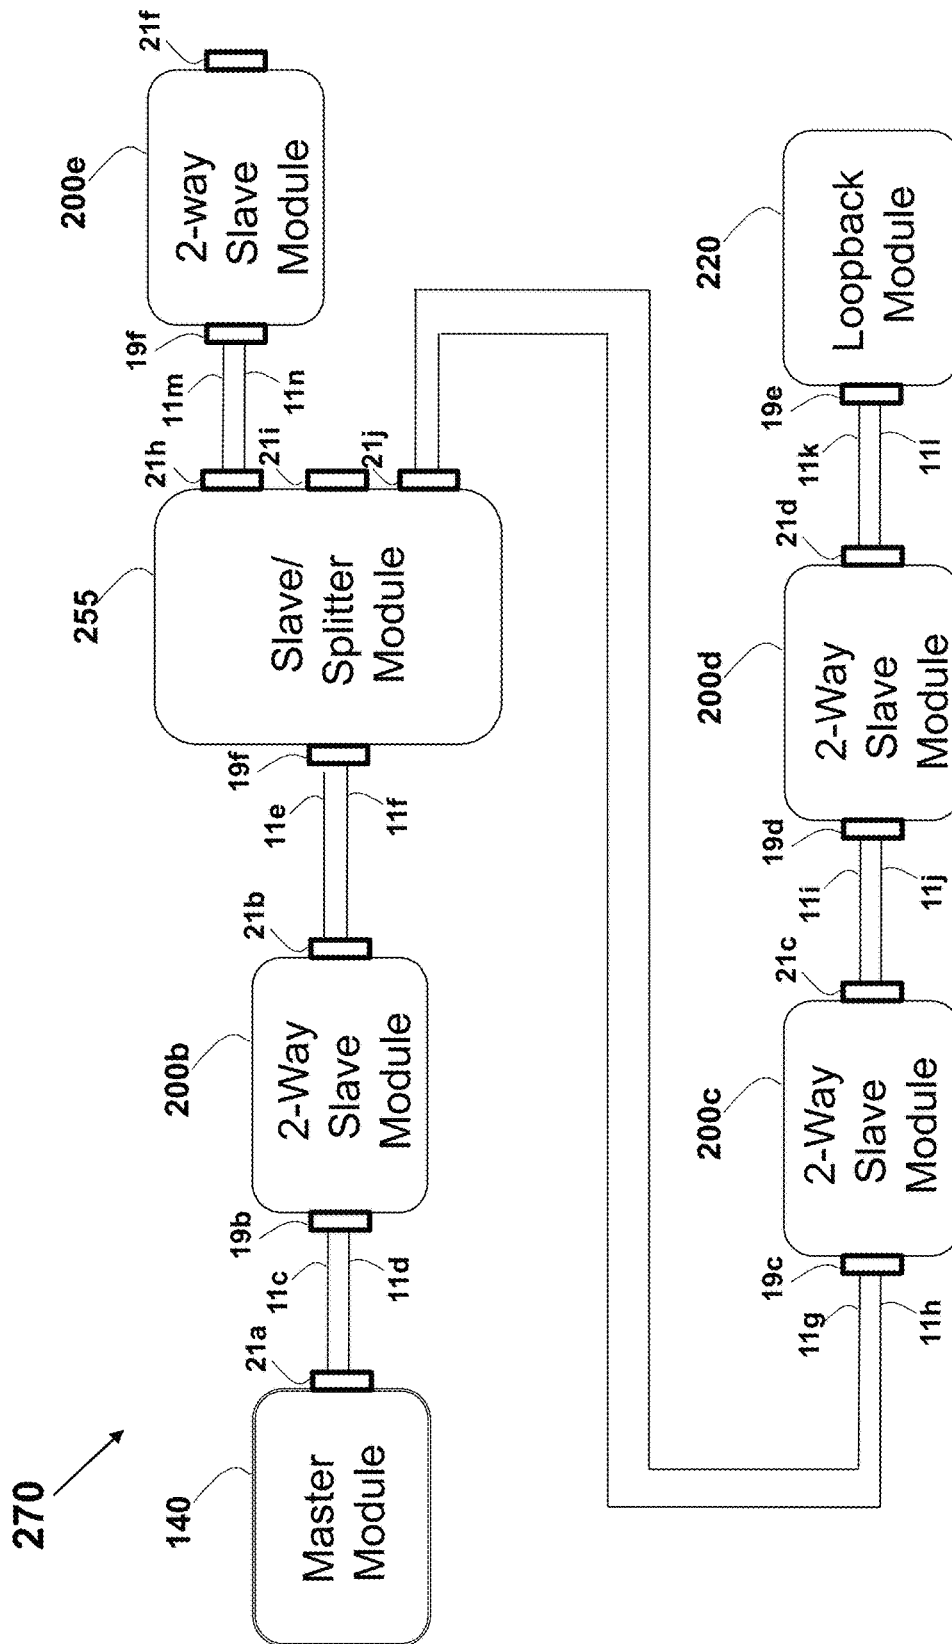 270
140
Master
Module
21a
11c
11d
19b
200b
2-Way
Slave
Module
21b
11e
11f
19f
255
Slave/
Splitter
Module
21h
21i
21j
11m
11n
19f
200e
2-way
Slave
Module
21f
11g
11h
19c
200c
2-Way
Slave
Module
21c
11i
11j
19d
200d
2-Way
Slave
Module
21d
11k
11l
19e
220
Loopback
Module